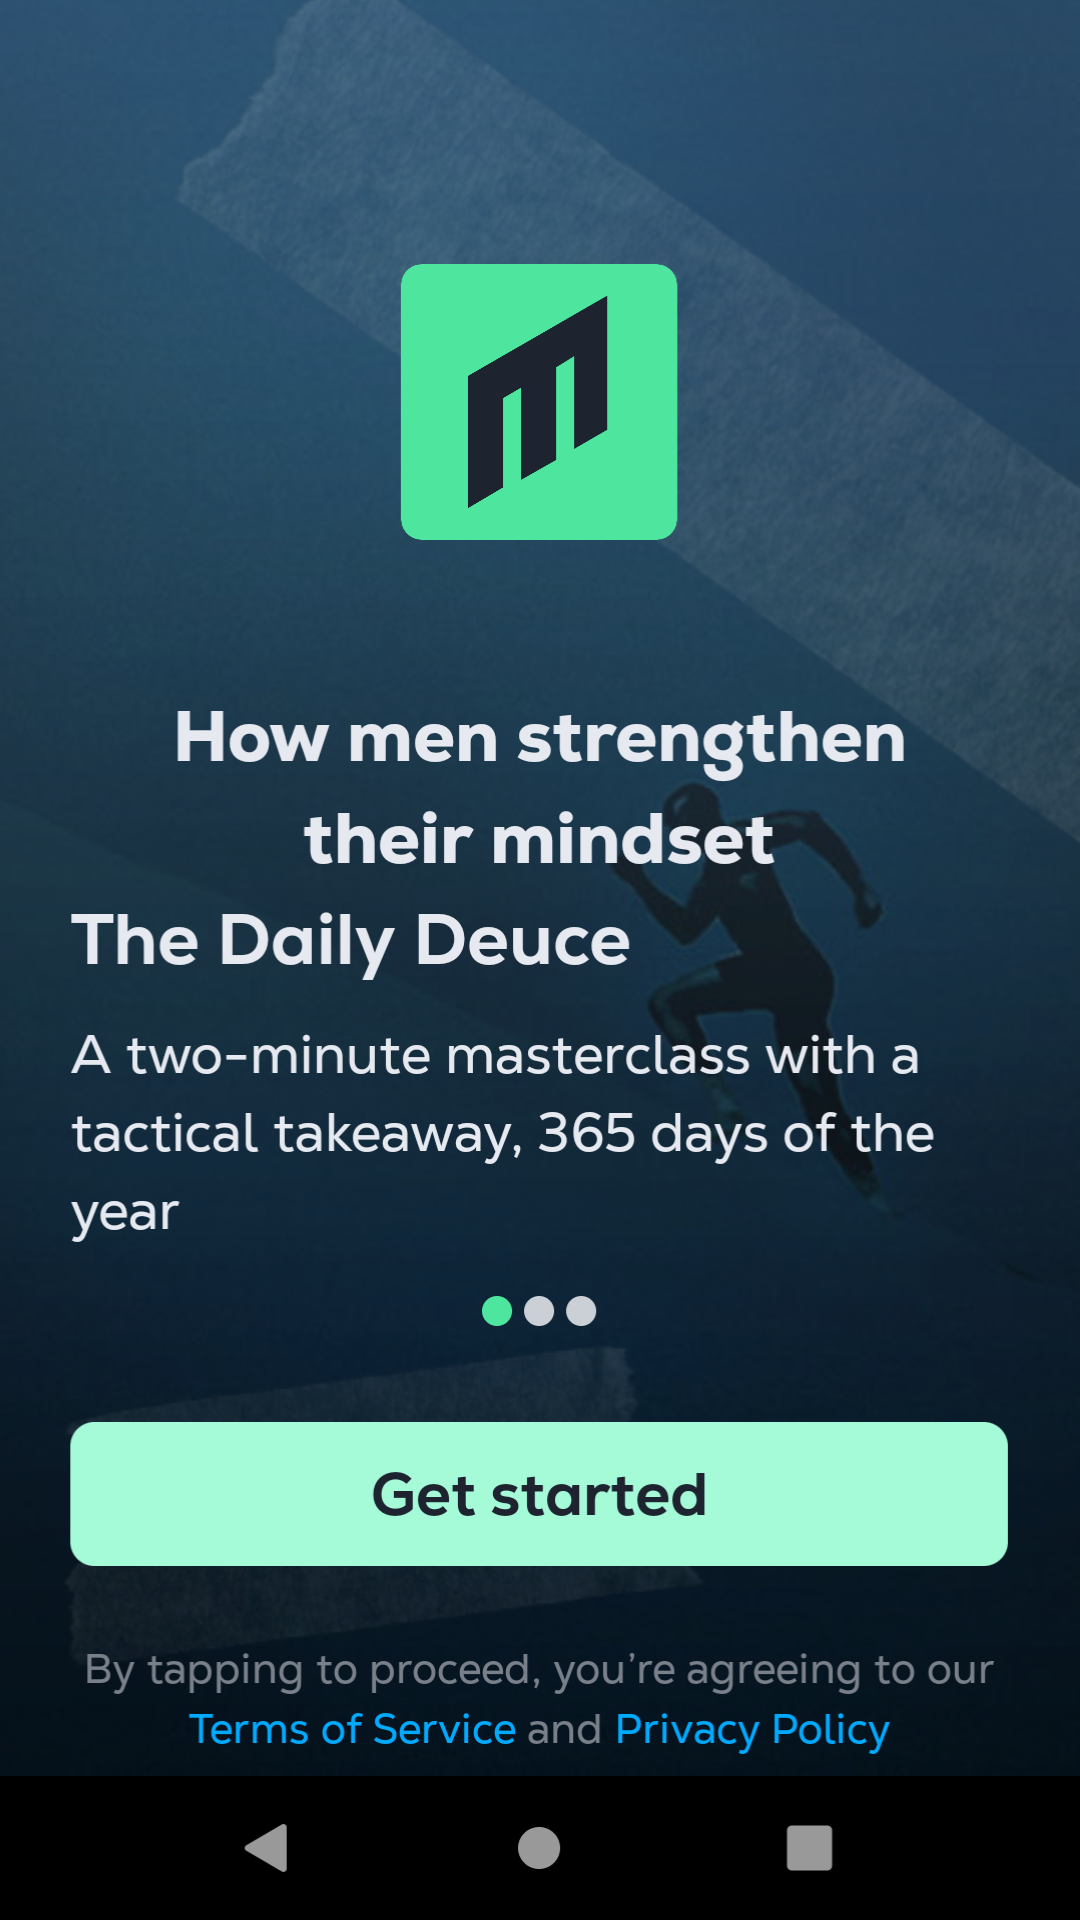 How men strengthen
their mindset
The Daily Deuce
A two-minute masterclass with a
tactical takeaway, 365 days of the
year
Get started
By tapping to proceed, you’re agreeing to our
Terms of Service and Privacy Policy